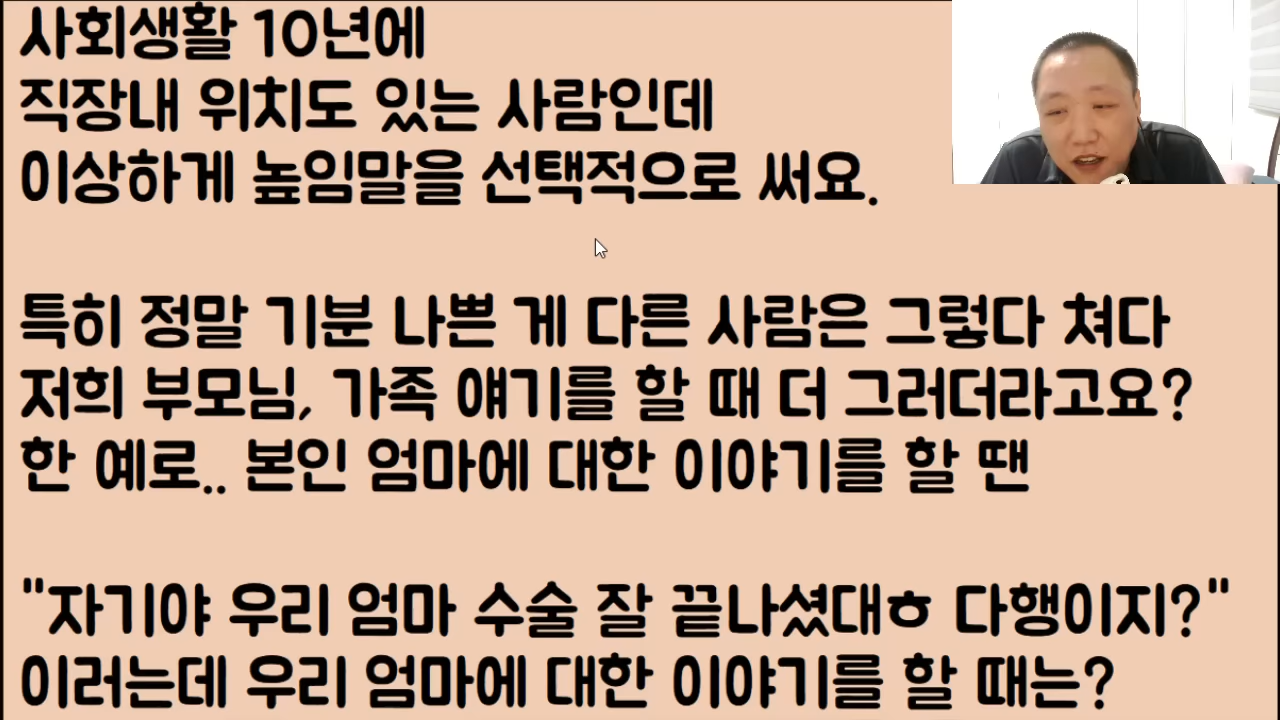 사회생활 10년에
직장내 위치도 있는 사람인데
이상하게 높임말을 선택적으로 써요.
특히 정말 기분 나쁜 게 다른 사람은 그렇다 쳐다
저희 부모님, 가족 얘기를 할 때 더 그러더라고요?
한 예로.. 본인 엄마에 대한 이야기를 할 땐
"자기야 우리 엄마 수술 잘 끝나셨대ㅎ 다행이지?"
이러는데 우리 엄마에 대한 이야기를 할 때는?